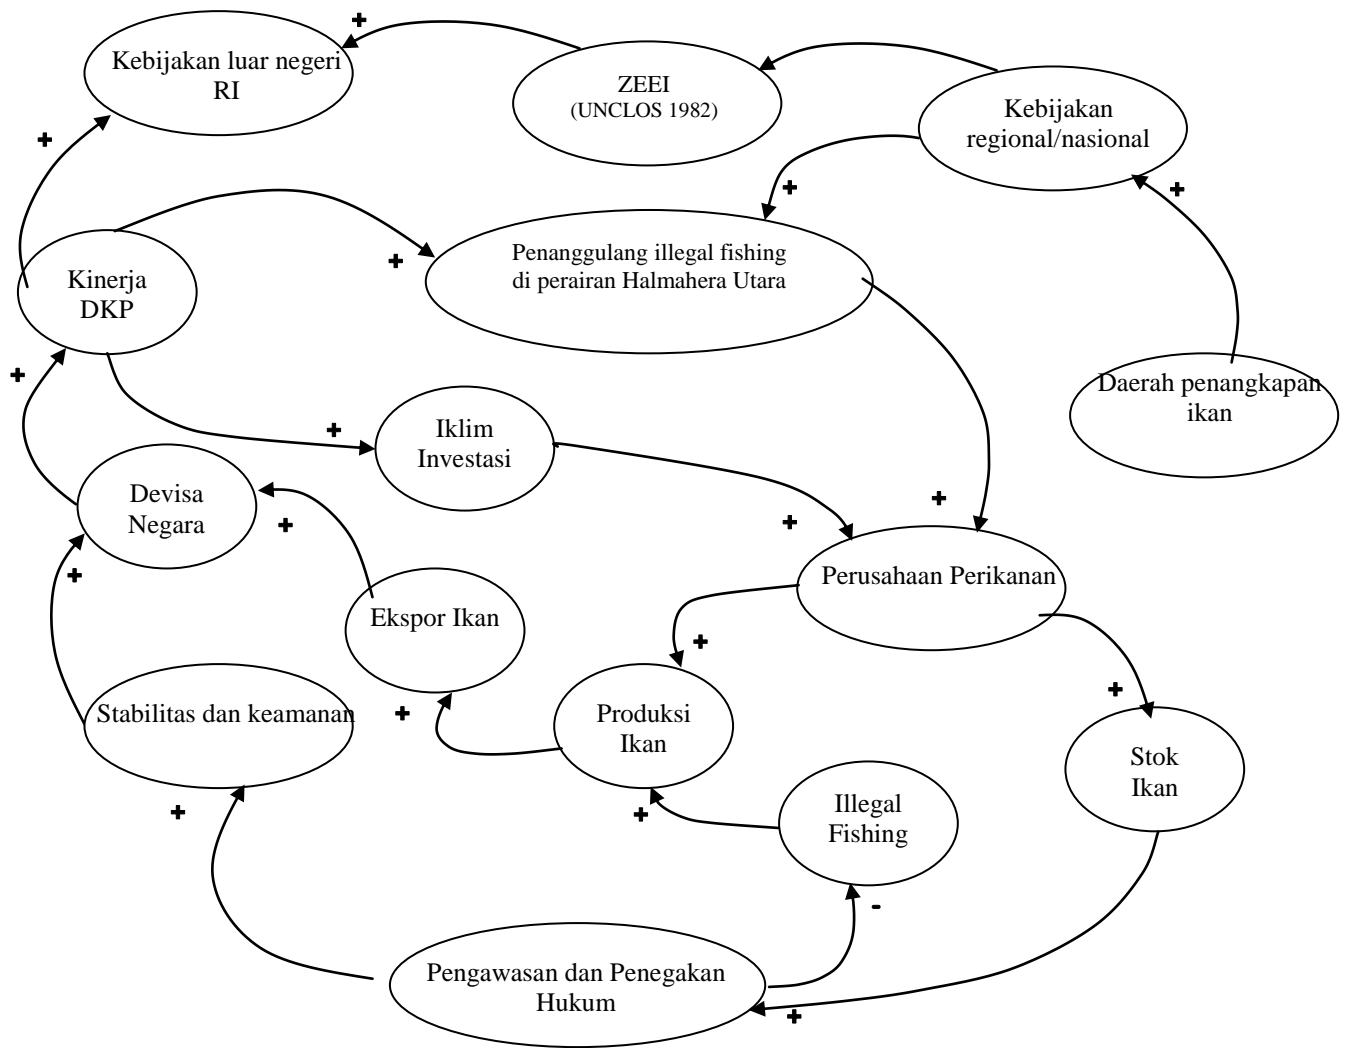 +
Kebijakan luar negeri
RI
ZEEI
(UNCLOS 1982)
Kebijakan
regional/nasional
+
+
+
Kinerja
DKP
+
Penanggulang illegal fishing
di perairan Halmahera Utara
+
Daerah penangkapan
ikan
+
Iklim
Investasi
Devisa
Negara
+
+
+
+
Perusahaan Perikanan
Ekspor Ikan
+
+
Stabilitas dan keamanan
+
Produksi
Ikan
Stok
Ikan
+
+
Illegal
Fishing
-
Pengawasan dan Penegakan
Hukum
+